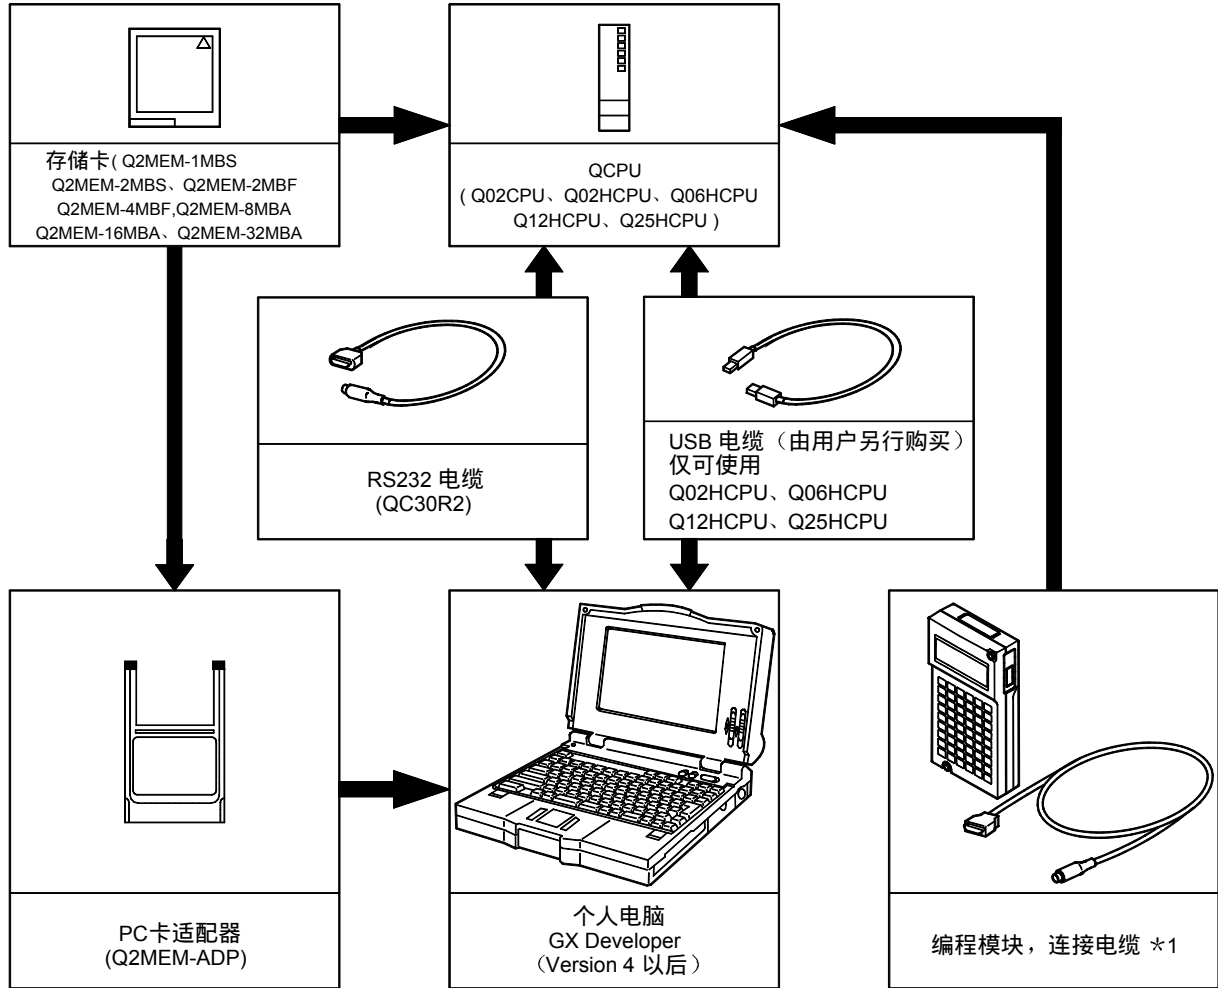 存储卡( Q2MEM-1MBS
Q2MEM-2MBS、Q2MEM-2MBF
Q2MEM-4MBF,Q2MEM-8MBA
Q2MEM-16MBA、Q2MEM-32MBA
QCPU
( Q02CPU、Q02HCPU、Q06HCPU
Q12HCPU、Q25HCPU )
RS232 电缆
(QC30R2)
USB 电缆（由用户另行购买）
仅可使用
Q02HCPU、Q06HCPU
Q12HCPU、Q25HCPU
PC卡适配器
(Q2MEM-ADP)
个人电脑
GX Developer
（Version 4 以后）
编程模块，连接电缆 *1